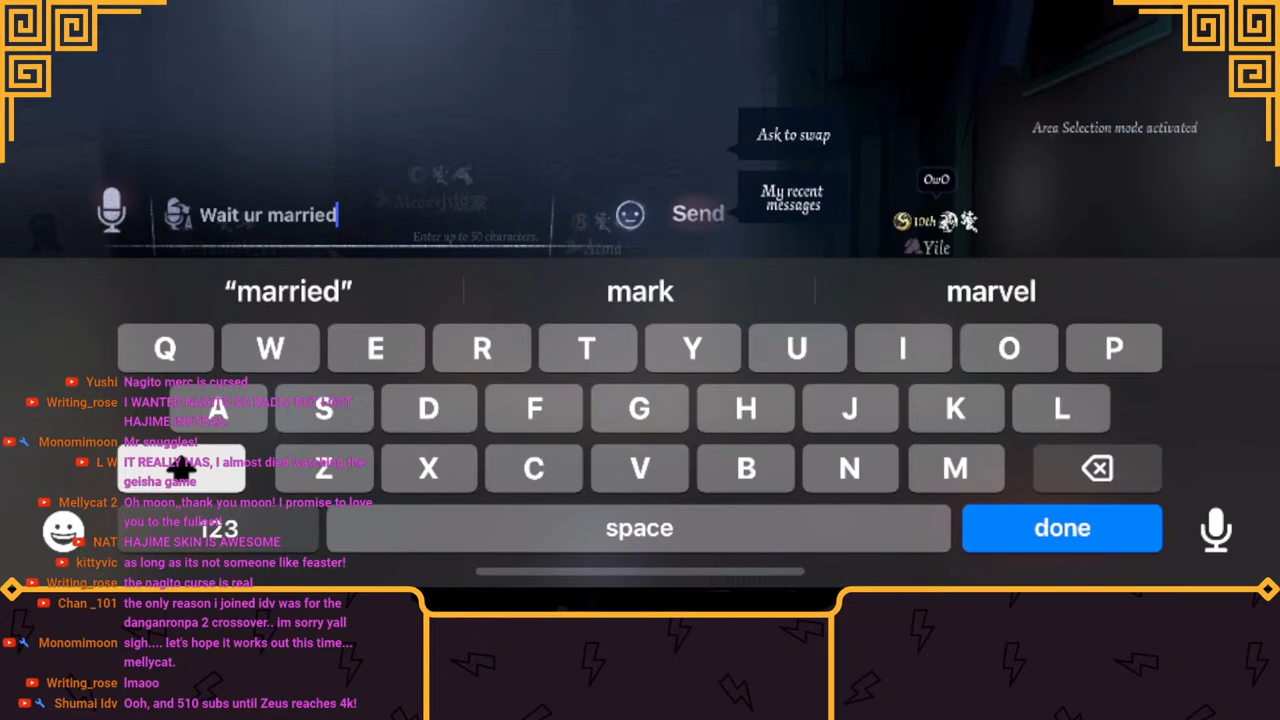 Ask to swap
Area Selection mode activated
My recent
messages
OwO
Wait ur married
Send
10th
Enter up to 50 characters.
Yile
“married”
mark
marvel
Q W E R T Y U I O P
A S D F G H J K L
Z X C V B N M
123
space
done
Yushi Nagito merc is cursed
Writing_rose I WANTED NAGITO SO BADLY BUT I GOT
HAJIME INSTEAD
Monomimoon Mr snuggles!
L W IT REALLY HAS, I almost died watching the
geisha game
Mellycat 2 Oh moon,,thank you moon! I promise to love
you to the fullest!
NAT HAJIME SKIN IS AWESOME
kittyvic as long as its not someone like feaster!
Writing_rose the nagito curse is real
Chan _101 the only reason i joined idv was for the
danganronpa 2 crossover.. im sorry yall
Monomimoon sigh.... let's hope it works out this time...
mellycat.
Writing_rose lmaoo
Shumai Idv Ooh, and 510 subs until Zeus reaches 4k!